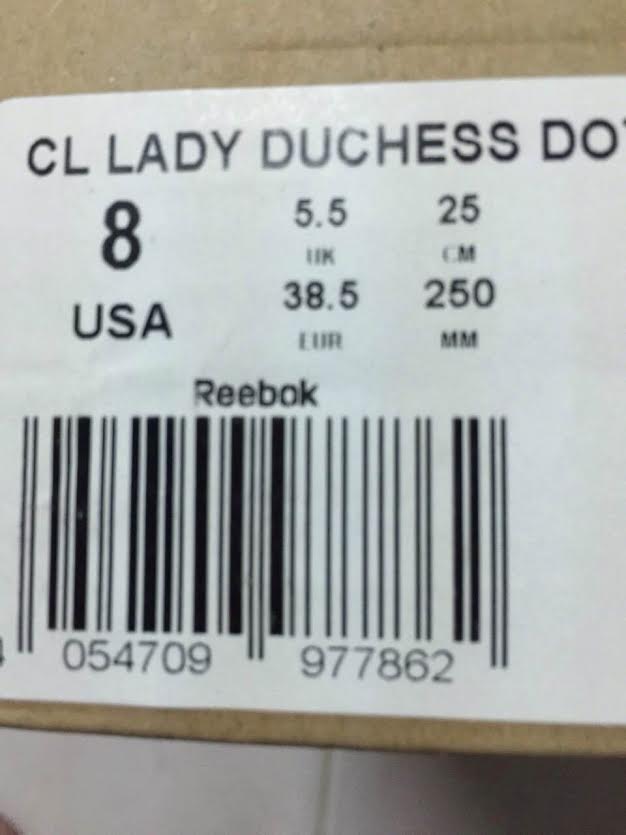 CL LADY DUCHESS DO
8 5.5 25
UK CM
38.5 250
USA
EUR MM
Reebok
054709 977862